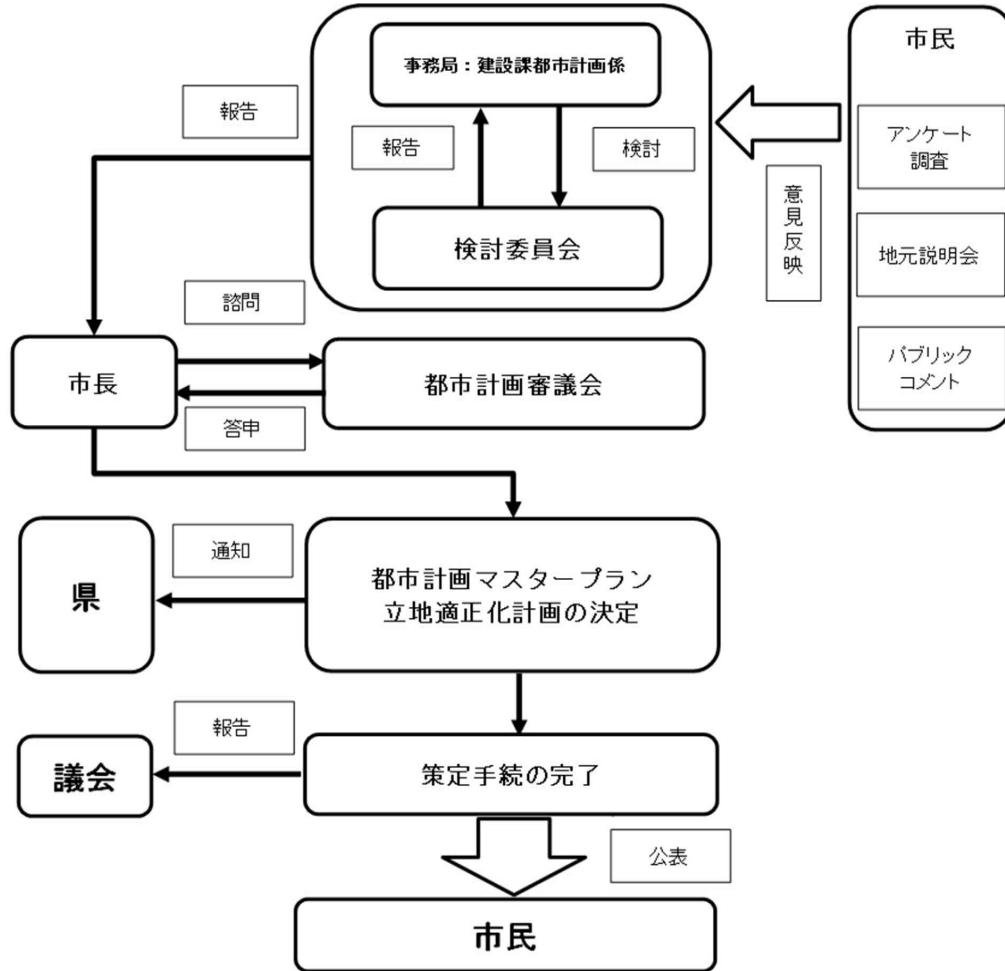 事務局:建設課都市計画係
報告
検討
検討委員会
市民
アンケート
調査
地元説明会
パブリック
コメント
意見反映
報告
諮問
市長
都市計画審議会
答申
通知
県
都市計画マスタープラン
立地適正化計画の決定
報告
議会
策定手続の完了
公表
市民